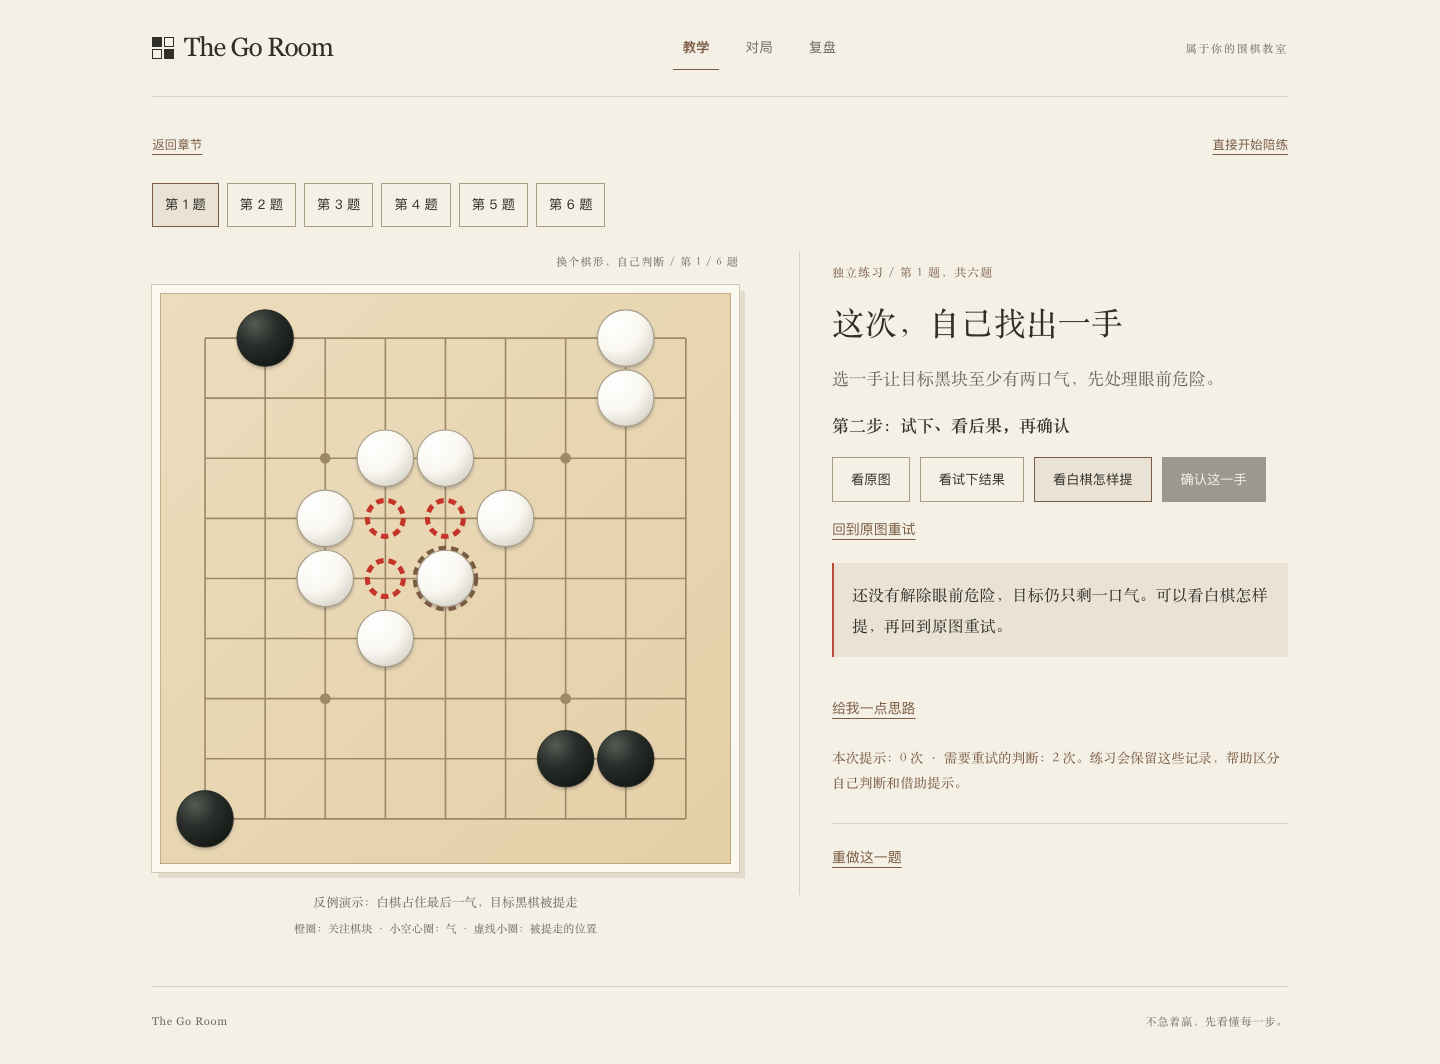 The Go Room
教学
对局
复盘
属于你的围棋教室
返回章节
直接开始陪练
第 1 题
第 2 题
第 3 题
第 4 题
第 5 题
第 6 题
换个棋形，自己判断 / 第 1 / 6 题
独立练习 / 第 1 题，共六题
这次，自己找出一手
选一手让目标黑块至少有两口气，先处理眼前危险。
第二步：试下、看后果，再确认
看原图
看试下结果
看白棋怎样提
确认这一手
回到原图重试
还没有解除眼前危险，目标仍只剩一口气。可以看白棋怎样
提，再回到原图重试。
给我一点思路
本次提示：0 次 · 需要重试的判断：2 次。练习会保留这些记录，帮助区分
自己判断和借助提示。
重做这一题
反例演示：白棋占住最后一气，目标黑棋被提走
橙圈：关注棋块 · 小空心圈：气 · 虚线小圈：被提走的位置
The Go Room
不急着赢，先看懂每一步。